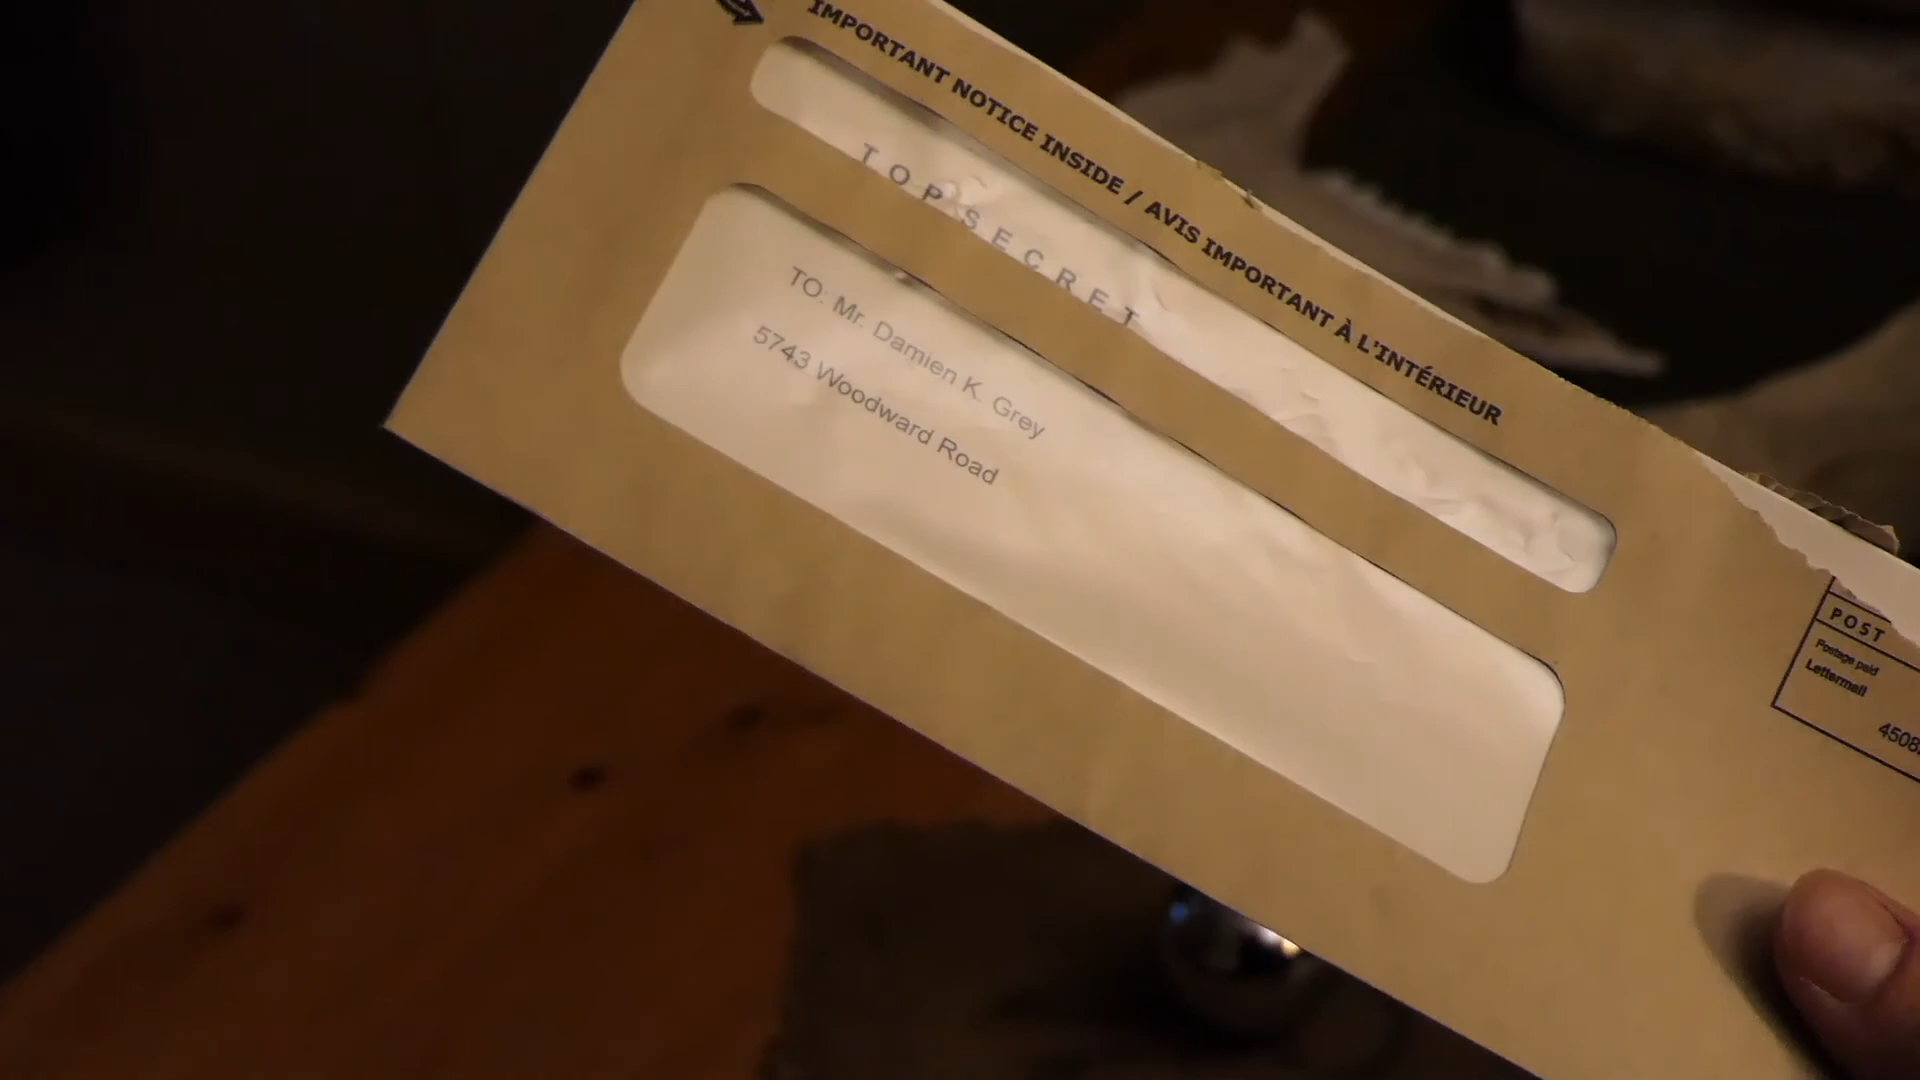 IMPORTANT NOTICE INSIDE / AVIS IMPORTANT À L'INTÉRIEUR
TOP SECRET
TO: Mr. Damien K. Grey
5743 Woodward Road
POST
Postage paid
Lettermail
4508